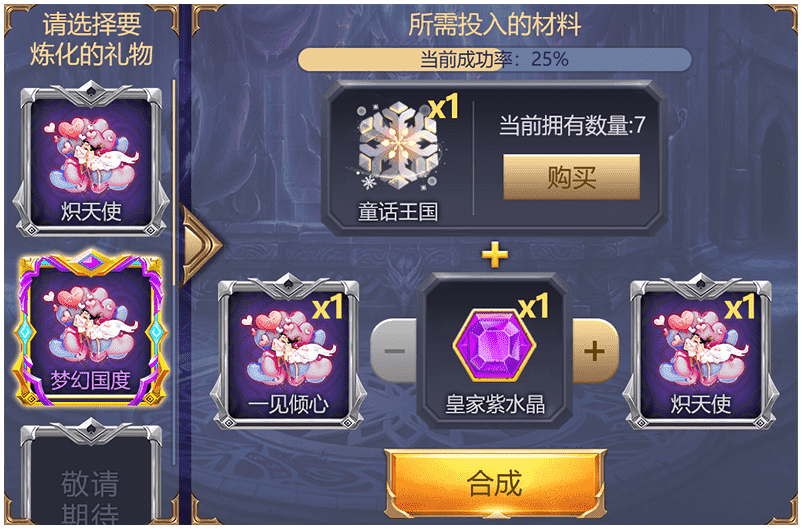 请选择要
炼化的礼物
炽天使
梦幻国度
敬请
期待
所需投入的材料
当前成功率：25%
x1
童话王国
当前拥有数量:7
购买
x1
一见倾心
x1
皇家紫水晶
x1
炽天使
合成